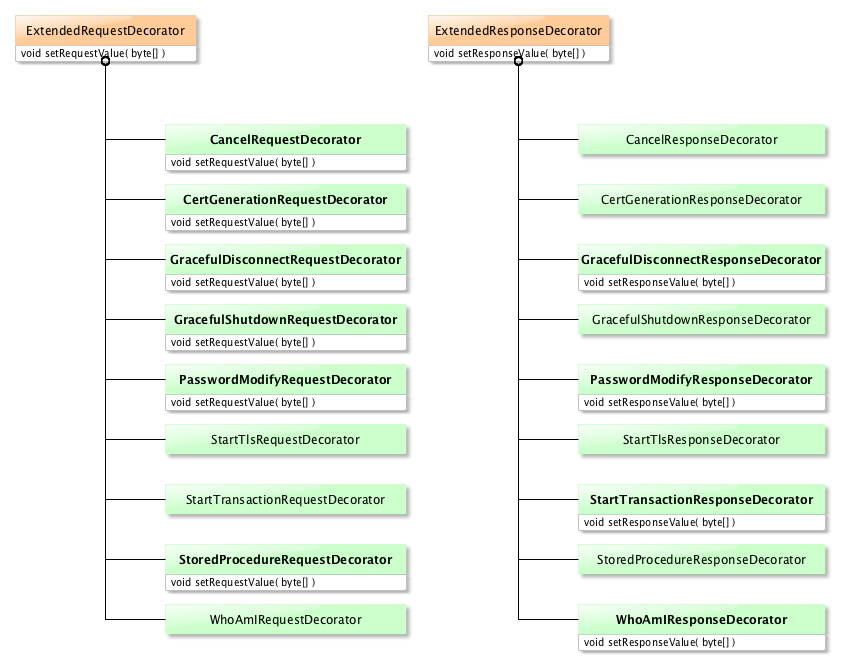 ExtendedRequestDecorator
void setRequestValue( byte[] )
CancelRequestDecorator
void setRequestValue( byte[] )
CertGenerationRequestDecorator
void setRequestValue( byte[] )
GracefulDisconnectRequestDecorator
void setRequestValue( byte[] )
GracefulShutdownRequestDecorator
void setRequestValue( byte[] )
PasswordModifyRequestDecorator
void setRequestValue( byte[] )
StartTlsRequestDecorator
StartTransactionRequestDecorator
StoredProcedureRequestDecorator
void setRequestValue( byte[] )
WhoAmIRequestDecorator
ExtendedResponseDecorator
void setResponseValue( byte[] )
CancelResponseDecorator
CertGenerationResponseDecorator
GracefulDisconnectResponseDecorator
void setResponseValue( byte[] )
GracefulShutdownResponseDecorator
PasswordModifyResponseDecorator
void setResponseValue( byte[] )
StartTlsResponseDecorator
StartTransactionResponseDecorator
void setResponseValue( byte[] )
StoredProcedureResponseDecorator
WhoAmIResponseDecorator
void setResponseValue( byte[] )